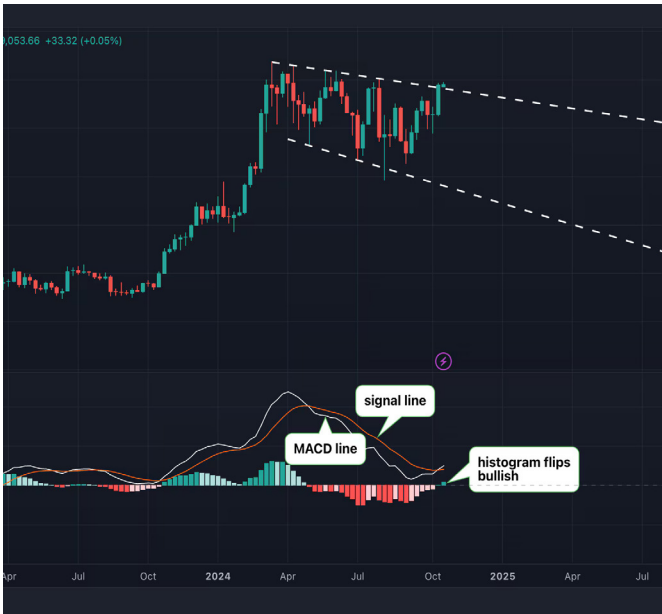 9,053.66 +33.32 (+0.05%)
signal line
MACD line
histogram flips
bullish
Apr Jul Oct 2024 Apr Jul Oct 2025 Apr Jul